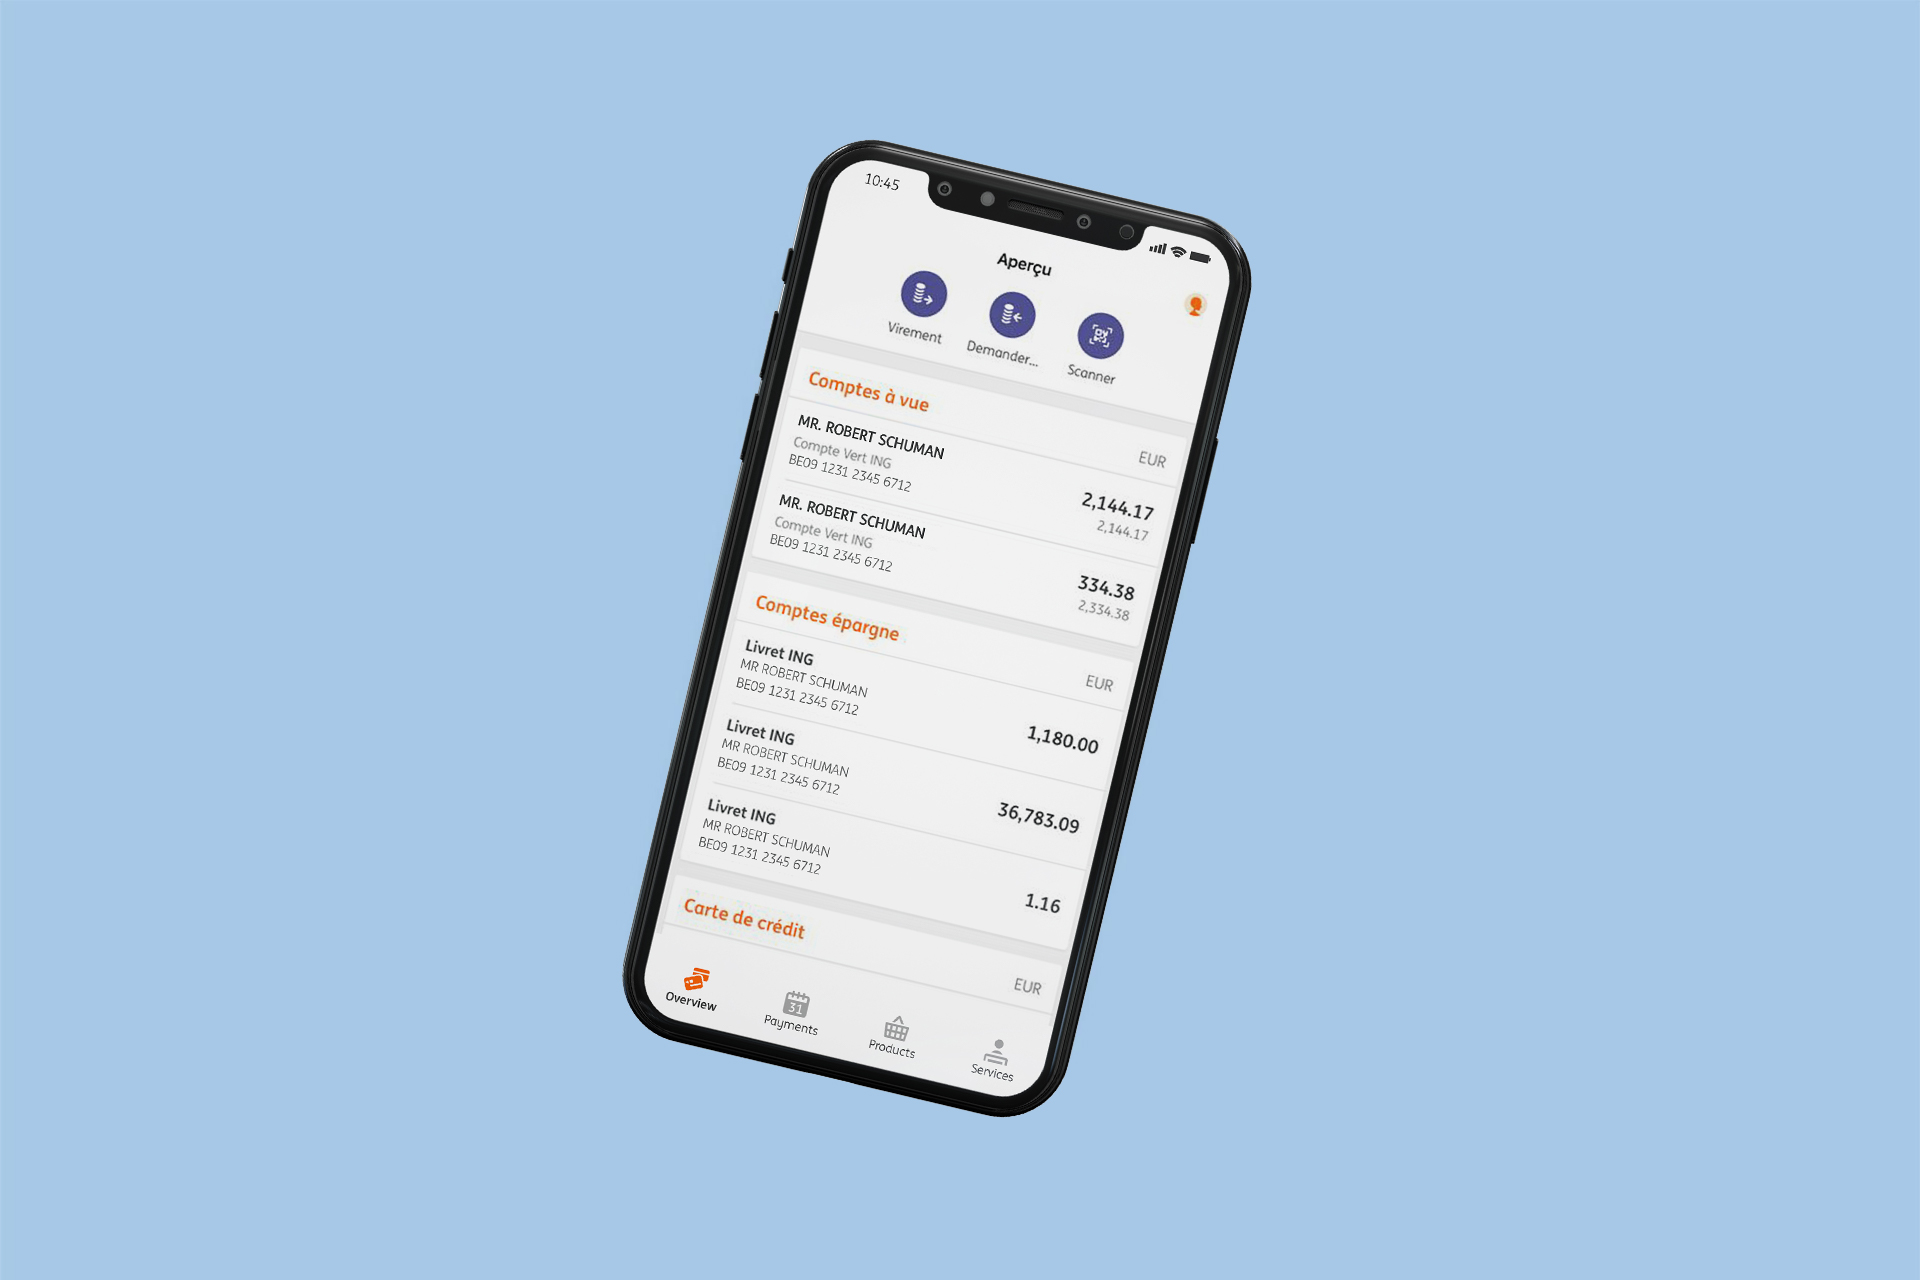 10:45
Aperçu
Virement
Demander...
Scanner
Comptes à vue
EUR
MR. ROBERT SCHUMAN
Compte Vert ING
BE09 1231 2345 6712
2,144.17
2,144.17
MR. ROBERT SCHUMAN
Compte Vert ING
BE09 1231 2345 6712
334.38
2,334.38
Comptes épargne
EUR
Livret ING
MR ROBERT SCHUMAN
BE09 1231 2345 6712
1,180.00
Livret ING
MR ROBERT SCHUMAN
BE09 1231 2345 6712
36,783.09
Livret ING
MR ROBERT SCHUMAN
BE09 1231 2345 6712
1.16
Carte de crédit
EUR
Overview
31
Payments
Products
Services